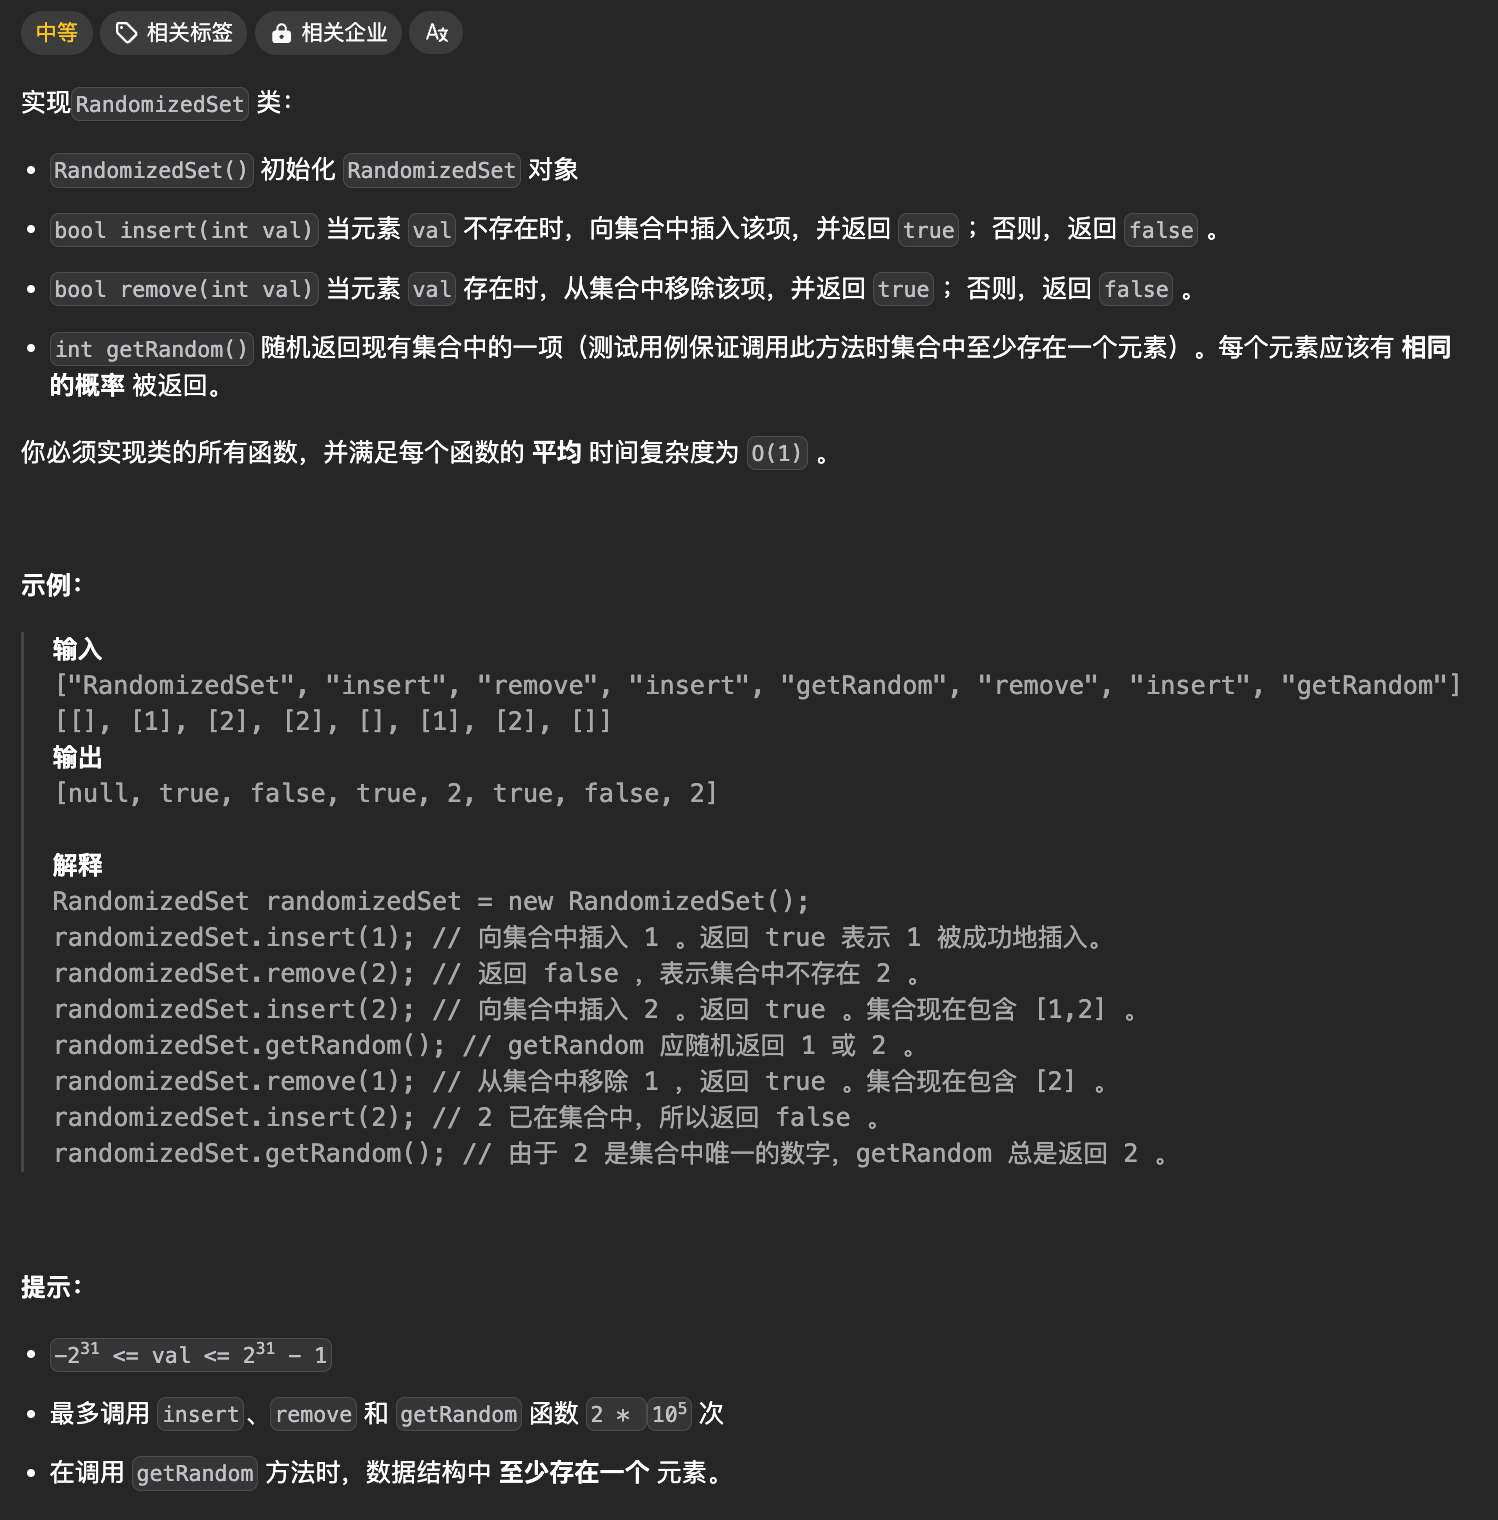 中等 相关标签 相关企业
实现RandomizedSet 类：
RandomizedSet() 初始化 RandomizedSet 对象
bool insert(int val) 当元素 val 不存在时，向集合中插入该项，并返回 true ；否则，返回 false 。
bool remove(int val) 当元素 val 存在时，从集合中移除该项，并返回 true ；否则，返回 false 。
int getRandom() 随机返回现有集合中的一项（测试用例保证调用此方法时集合中至少存在一个元素）。每个元素应该有 相同
的概率 被返回。
你必须实现类的所有函数，并满足每个函数的 平均 时间复杂度为 O(1) 。
示例：
输入
["RandomizedSet", "insert", "remove", "insert", "getRandom", "remove", "insert", "getRandom"]
[[], [1], [2], [2], [], [1], [2], []]
输出
[null, true, false, true, 2, true, false, 2]
解释
RandomizedSet randomizedSet = new RandomizedSet();
randomizedSet.insert(1); // 向集合中插入 1 。返回 true 表示 1 被成功地插入。
randomizedSet.remove(2); // 返回 false ，表示集合中不存在 2 。
randomizedSet.insert(2); // 向集合中插入 2 。返回 true 。集合现在包含 [1,2] 。
randomizedSet.getRandom(); // getRandom 应随机返回 1 或 2 。
randomizedSet.remove(1); // 从集合中移除 1 ，返回 true 。集合现在包含 [2] 。
randomizedSet.insert(2); // 2 已在集合中，所以返回 false 。
randomizedSet.getRandom(); // 由于 2 是集合中唯一的数字，getRandom 总是返回 2 。
提示：
-2³¹ <= val <= 2³¹ - 1
最多调用 insert、remove 和 getRandom 函数 2 * 10⁵ 次
在调用 getRandom 方法时，数据结构中 至少存在一个 元素。